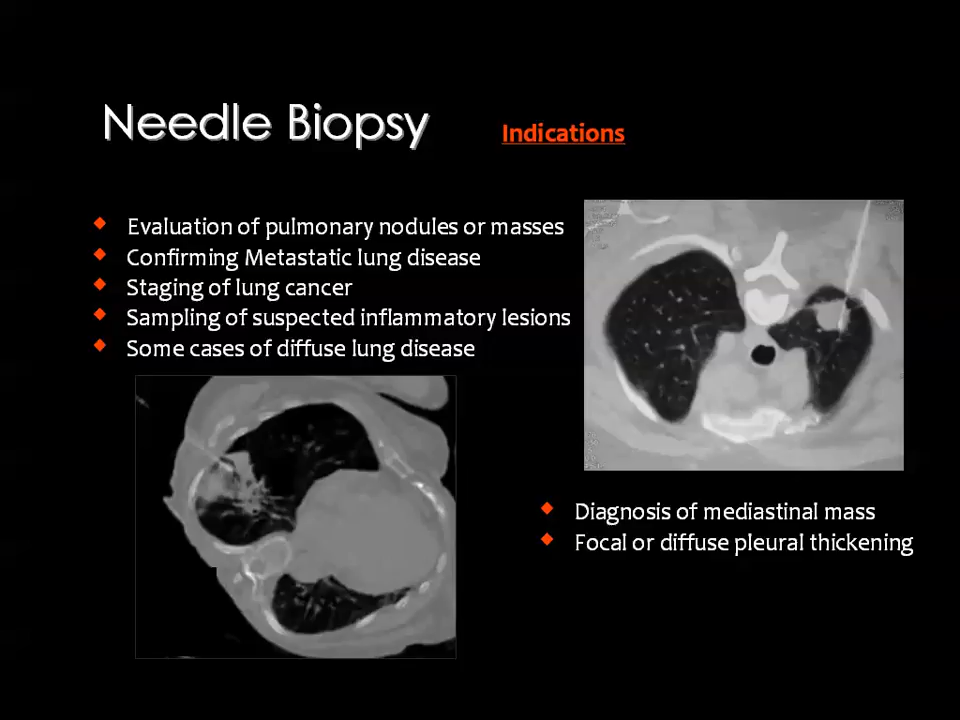 Needle Biopsy
Indications
Evaluation of pulmonary nodules or masses
Confirming Metastatic lung disease
Staging of lung cancer
Sampling of suspected inflammatory lesions
Some cases of diffuse lung disease
Diagnosis of mediastinal mass
Focal or diffuse pleural thickening